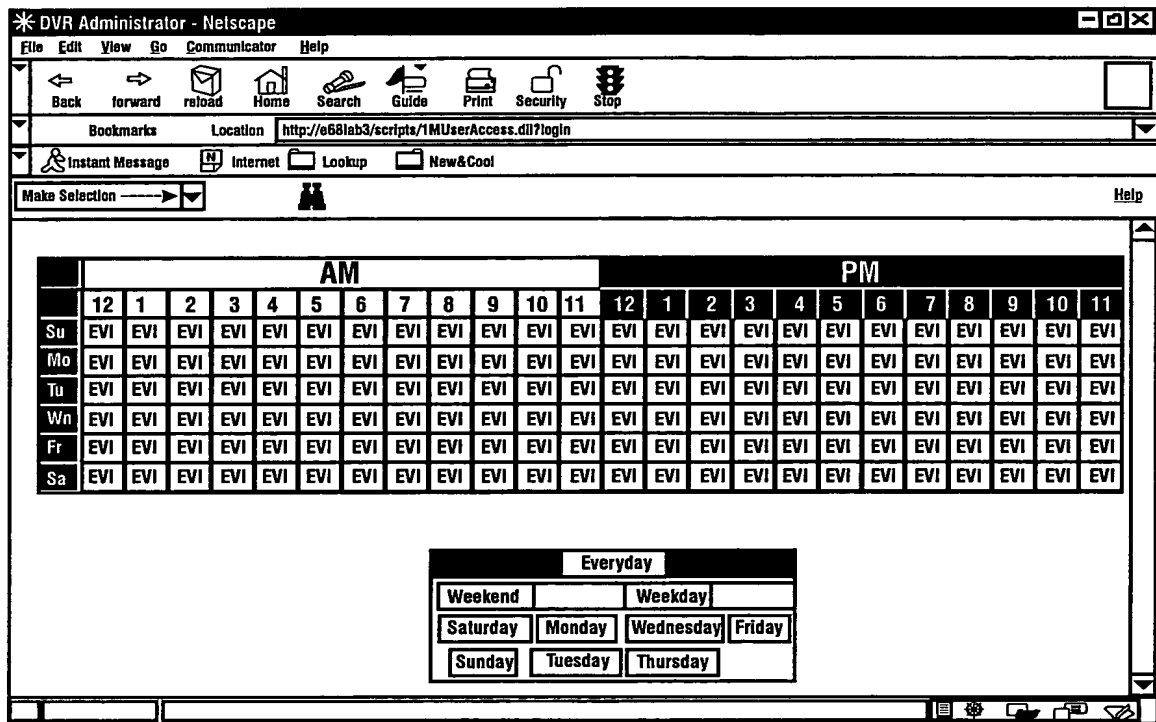 DVR Administrator - Netscape
File Edit View Go Communicator Help
Back forward reload Home Search Guide Print Security Stop
Bookmarks Location http://e68lab3/scripts/1MUserAccess.dll?login
Instant Message N Internet Lookup New&Cool
Make Selection ------> Help
AM PM
12 1 2 3 4 5 6 7 8 9 10 11 12 1 2 3 4 5 6 7 8 9 10 11
Su EVI EVI EVI EVI EVI EVI EVI EVI EVI EVI EVI EVI EVI EVI EVI EVI EVI EVI EVI EVI EVI EVI EVI EVI
Mo EVI EVI EVI EVI EVI EVI EVI EVI EVI EVI EVI EVI EVI EVI EVI EVI EVI EVI EVI EVI EVI EVI EVI EVI
Tu EVI EVI EVI EVI EVI EVI EVI EVI EVI EVI EVI EVI EVI EVI EVI EVI EVI EVI EVI EVI EVI EVI EVI EVI
Wn EVI EVI EVI EVI EVI EVI EVI EVI EVI EVI EVI EVI EVI EVI EVI EVI EVI EVI EVI EVI EVI EVI EVI EVI
Fr EVI EVI EVI EVI EVI EVI EVI EVI EVI EVI EVI EVI EVI EVI EVI EVI EVI EVI EVI EVI EVI EVI EVI EVI
Sa EVI EVI EVI EVI EVI EVI EVI EVI EVI EVI EVI EVI EVI EVI EVI EVI EVI EVI EVI EVI EVI EVI EVI EVI
Everyday
Weekend Weekday
Saturday Monday Wednesday Friday
Sunday Tuesday Thursday